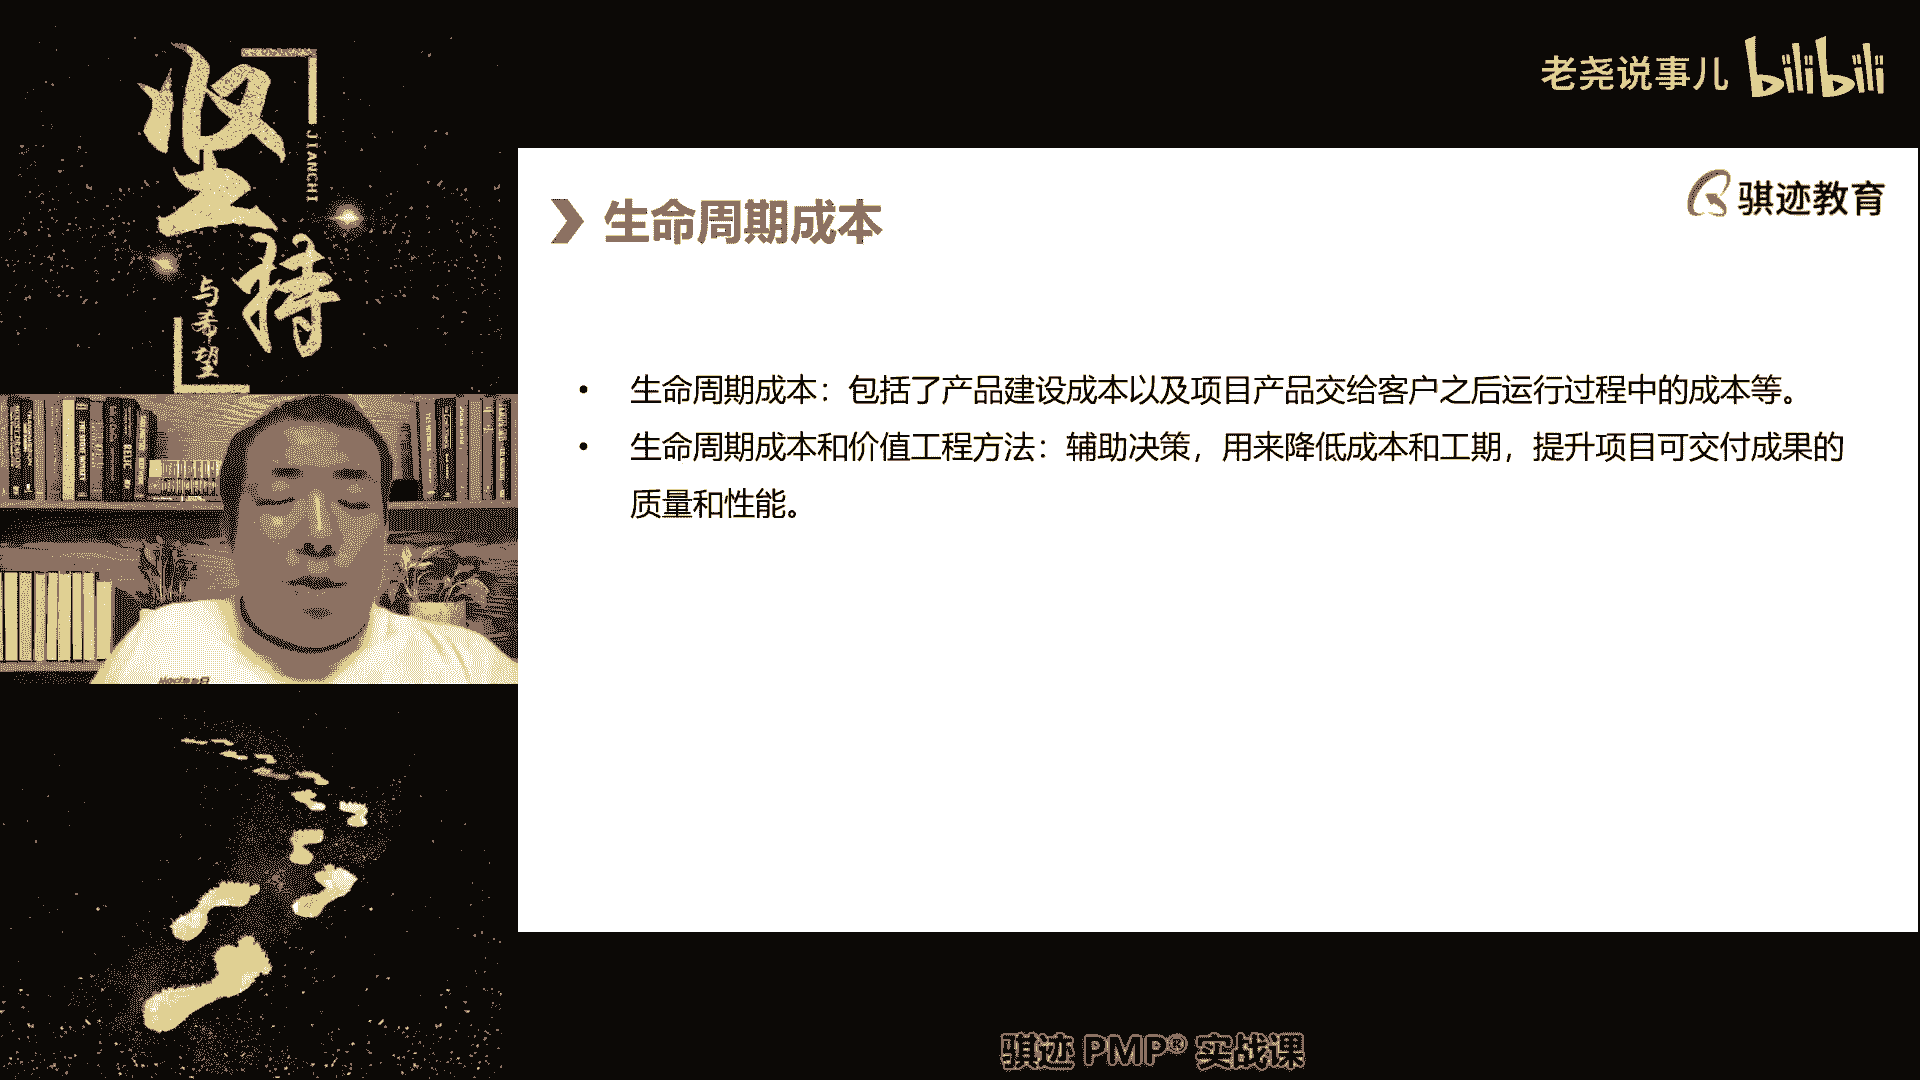 坚持
JIANCHI
与希望
老尧说事儿 bilibili
骐迹教育
生命周期成本
• 生命周期成本：包括了产品建设成本以及项目产品交给客户之后运行过程中的成本等。
• 生命周期成本和价值工程方法：辅助决策，用来降低成本和工期，提升项目可交付成果的
质量和性能。
骐迹 PMP® 实战课